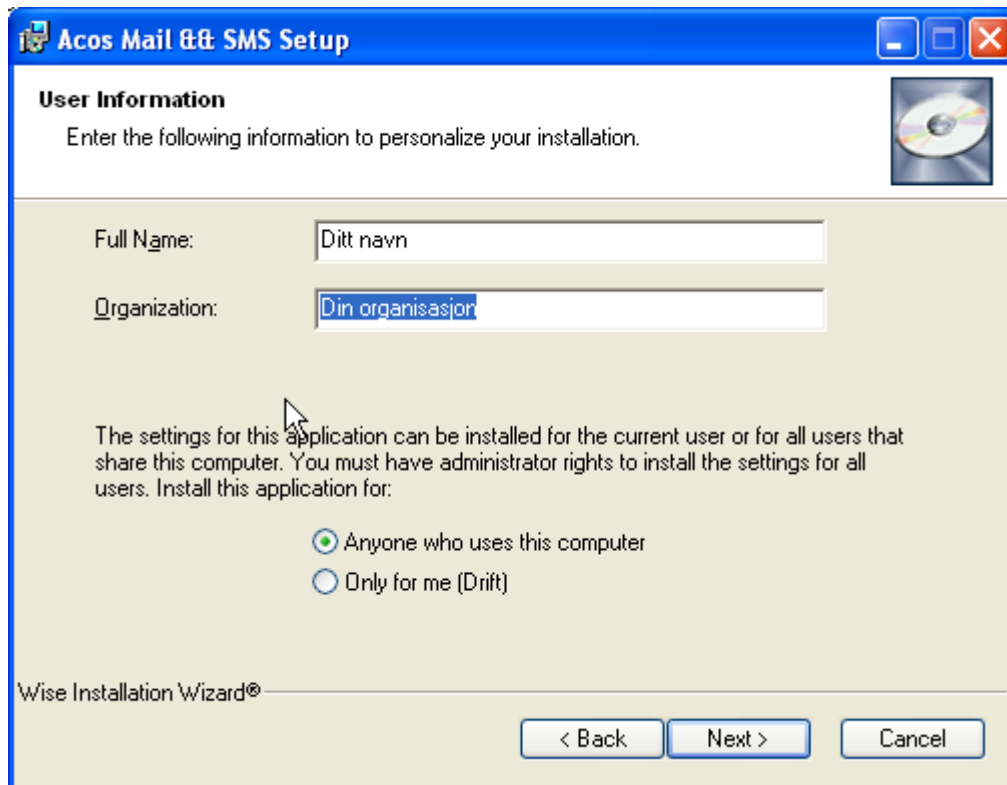 Acos Mail && SMS Setup
User Information
Enter the following information to personalize your installation.
Full Name:
Ditt navn
Organization:
Din organisasjon
The settings for this application can be installed for the current user or for all users that
share this computer. You must have administrator rights to install the settings for all
users. Install this application for:
Anyone who uses this computer
Only for me (Drift)
Wise Installation Wizard®
< Back
Next >
Cancel